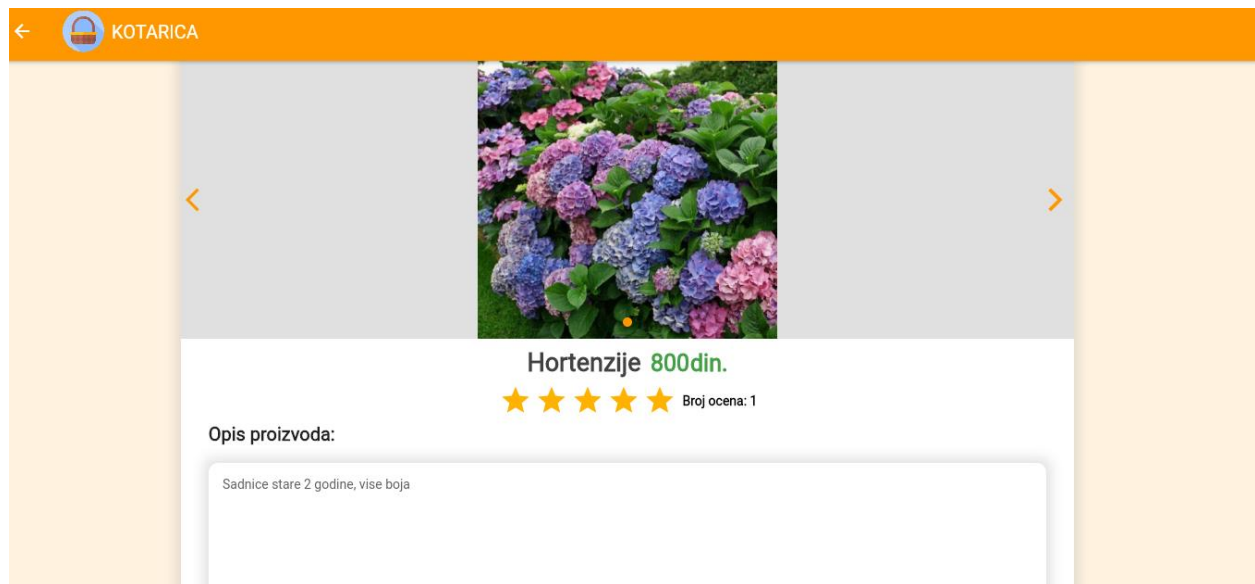 KOTARICA
Hortenzije 800din.
Broj ocena: 1
Opis proizvoda:
Sadnice stare 2 godine, vise boja